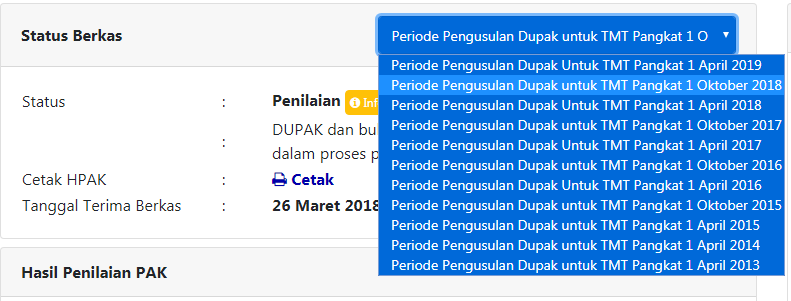 Status Berkas
Periode Pengusulan Dupak untuk TMT Pangkat 1 O
Periode Pengusulan Dupak Untuk TMT Pangkat 1 April 2019
Periode Pengusulan Dupak untuk TMT Pangkat 1 Oktober 2018
Periode Pengusulan Dupak untuk TMT Pangkat 1 April 2018
Periode Pengusulan Dupak untuk TMT Pangkat 1 Oktober 2017
Periode Pengusulan Dupak untuk TMT Pangkat 1 April 2017
Periode Pengusulan Dupak untuk TMT Pangkat 1 Oktober 2016
Periode Pengusulan Dupak Untuk TMT Pangkat 1 April 2016
Periode Pengusulan Dupak untuk TMT Pangkat 1 Oktober 2015
Periode Pengusulan Dupak untuk TMT Pangkat 1 April 2015
Periode Pengusulan Dupak untuk TMT Pangkat 1 April 2014
Periode Pengusulan Dupak untuk TMT Pangkat 1 April 2013
Status : Penilaian Inf
: DUPAK dan bu
dalam proses p
Cetak HPAK : Cetak
Tanggal Terima Berkas : 26 Maret 2018
Hasil Penilaian PAK